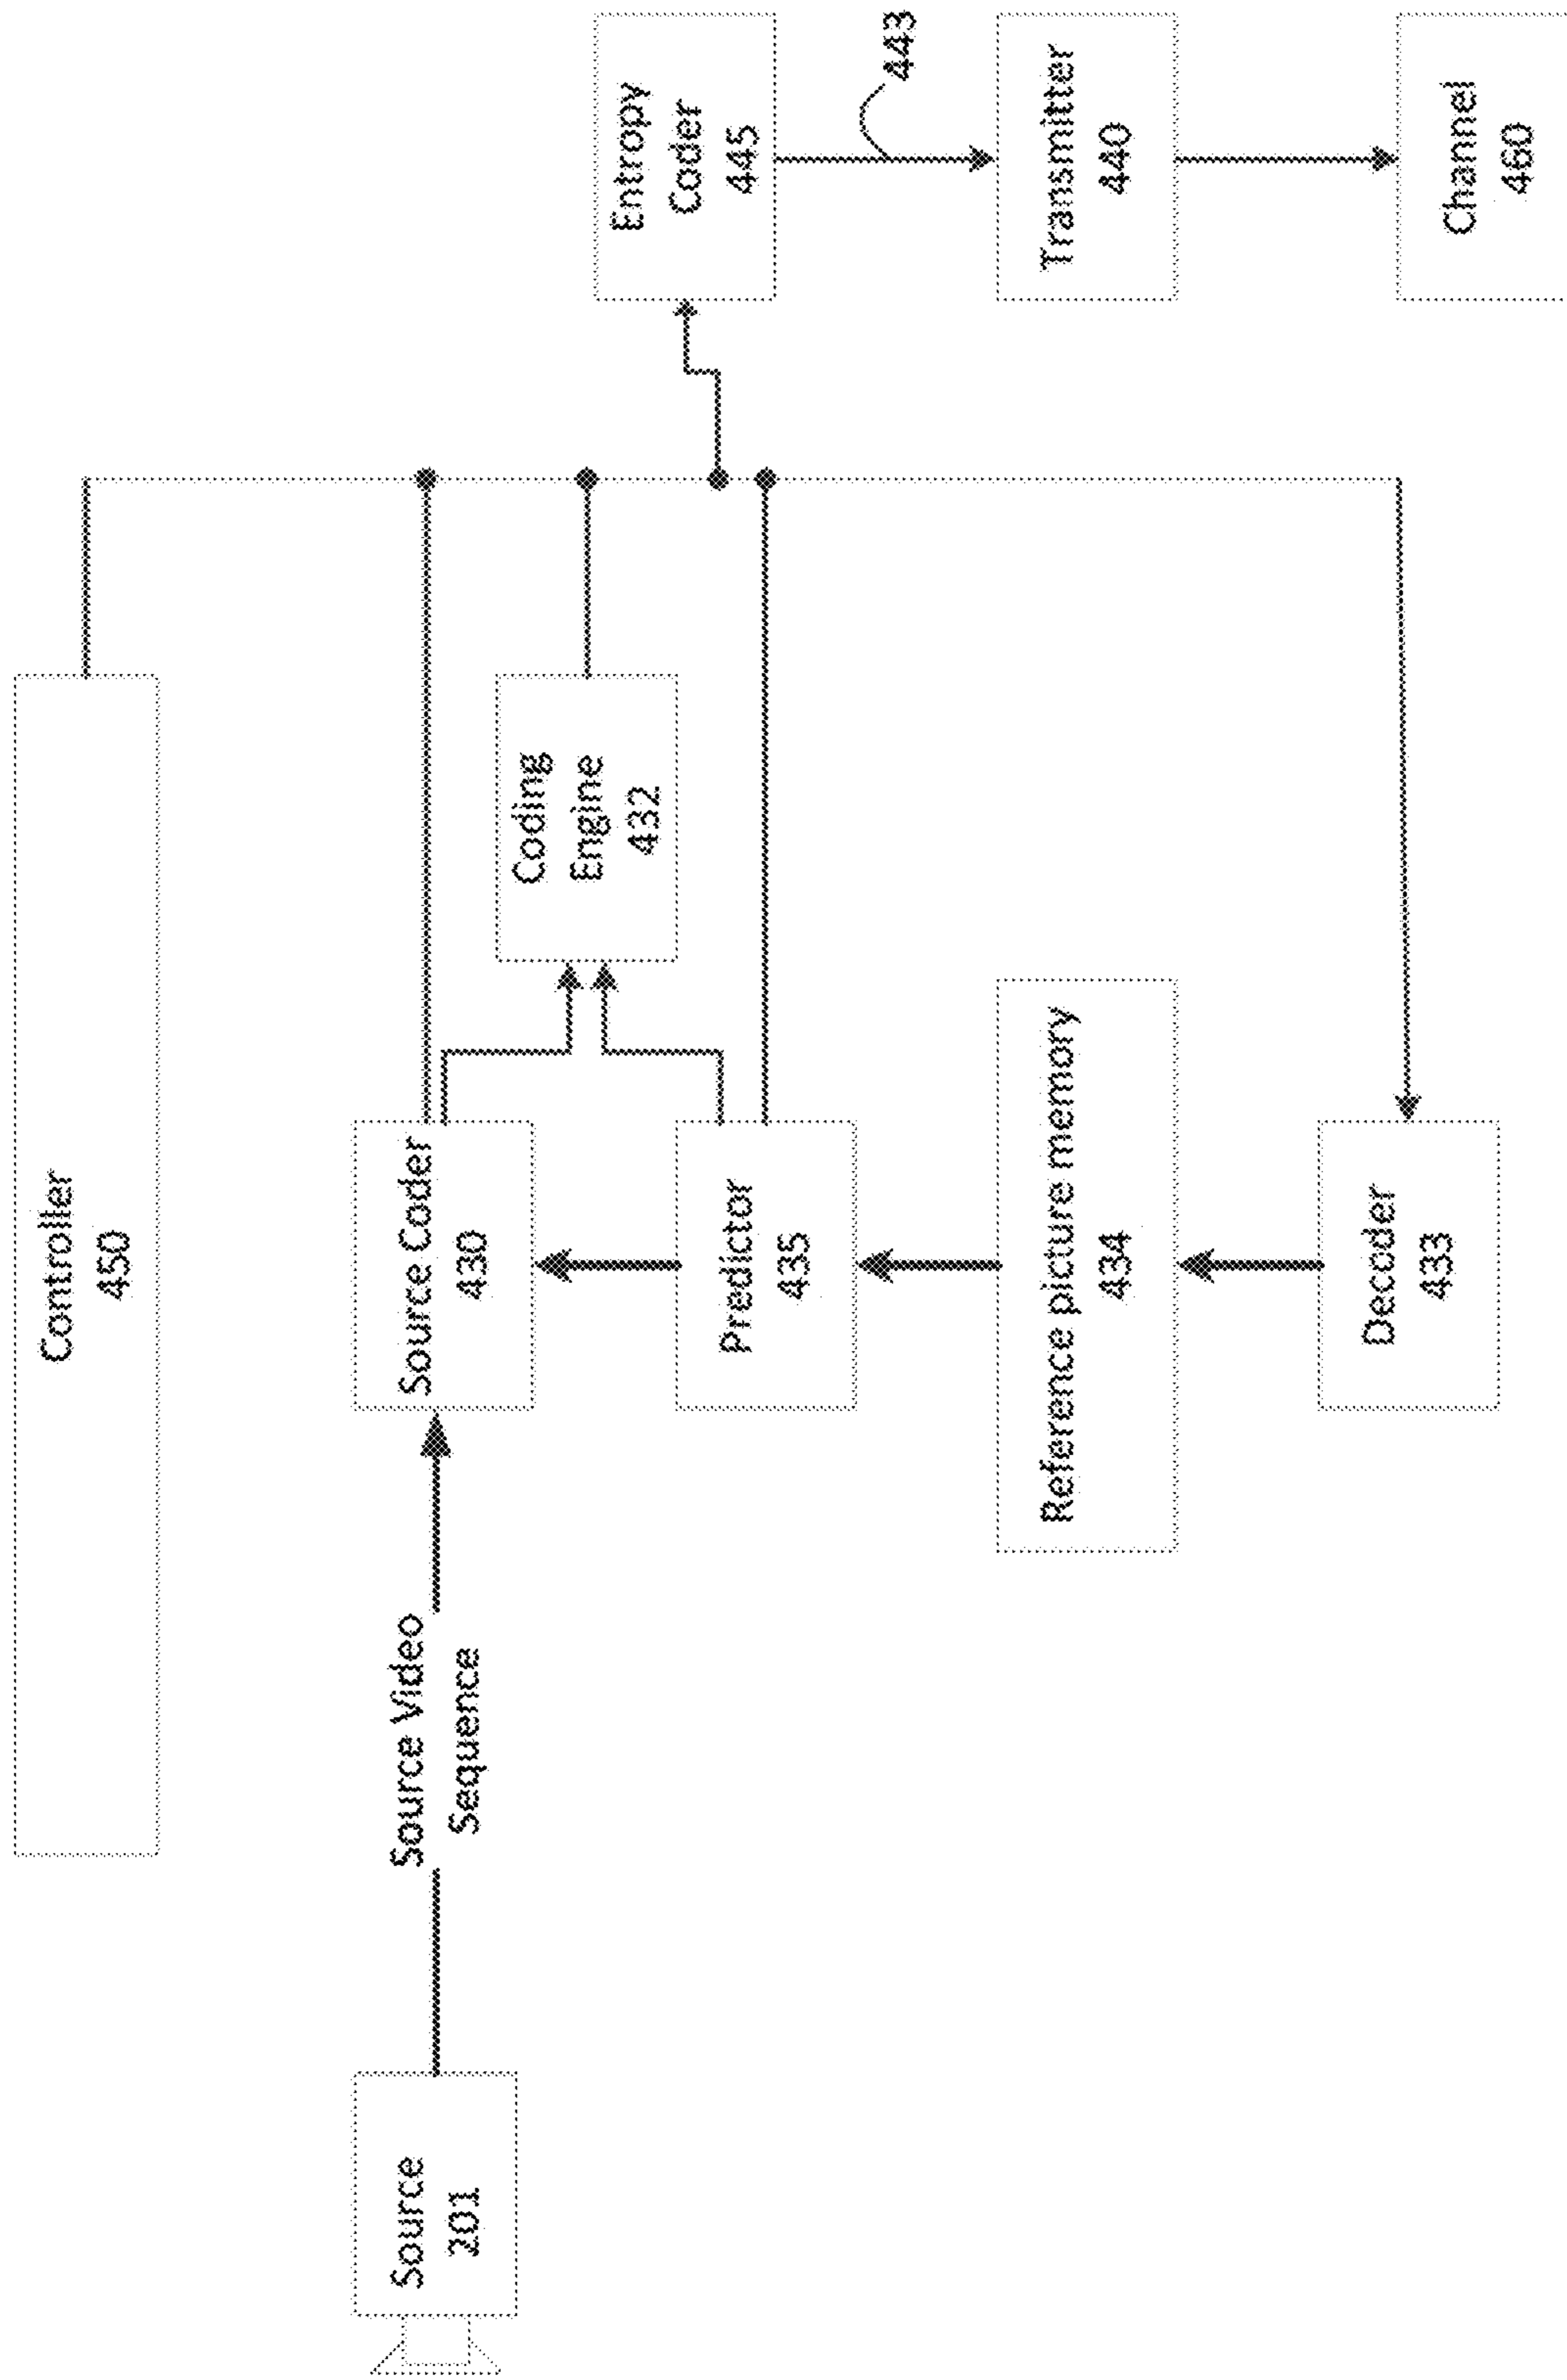 Controller
450
Source
201
Source Video
Sequence
Source Coder
430
Coding
Engine
432
Predictor
435
Reference picture memory
434
Decoder
433
Entropy
Coder
445
443
Transmitter
440
Channel
460